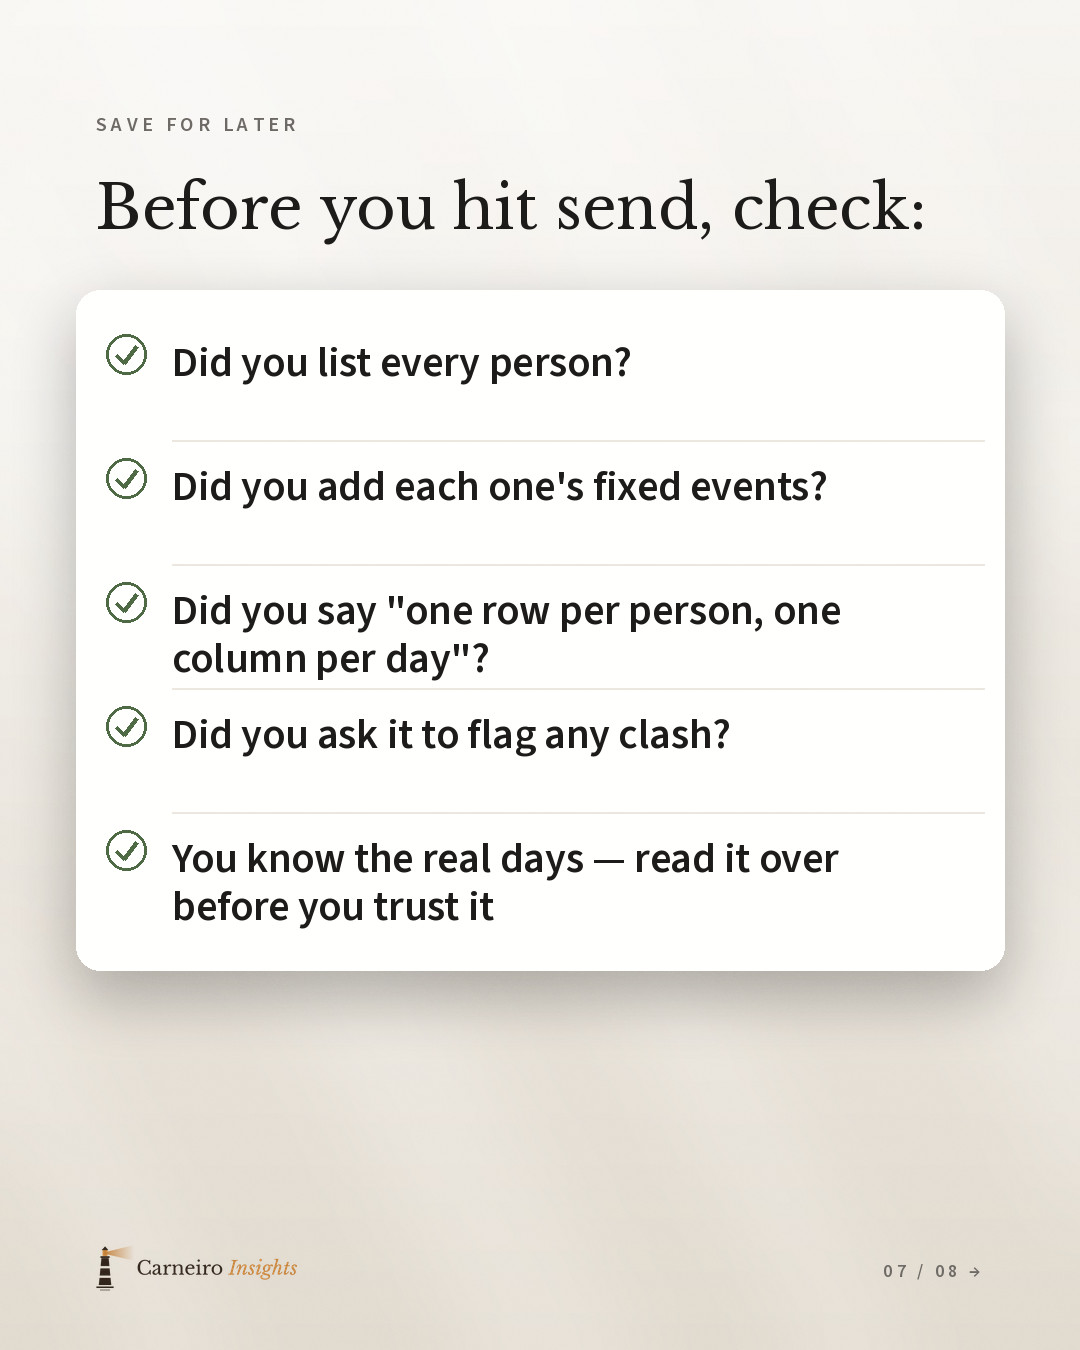 SAVE FOR LATER
Before you hit send, check:
Did you list every person?
Did you add each one's fixed events?
Did you say "one row per person, one
column per day"?
Did you ask it to flag any clash?
You know the real days — read it over
before you trust it
Carneiro Insights
07 / 08 →